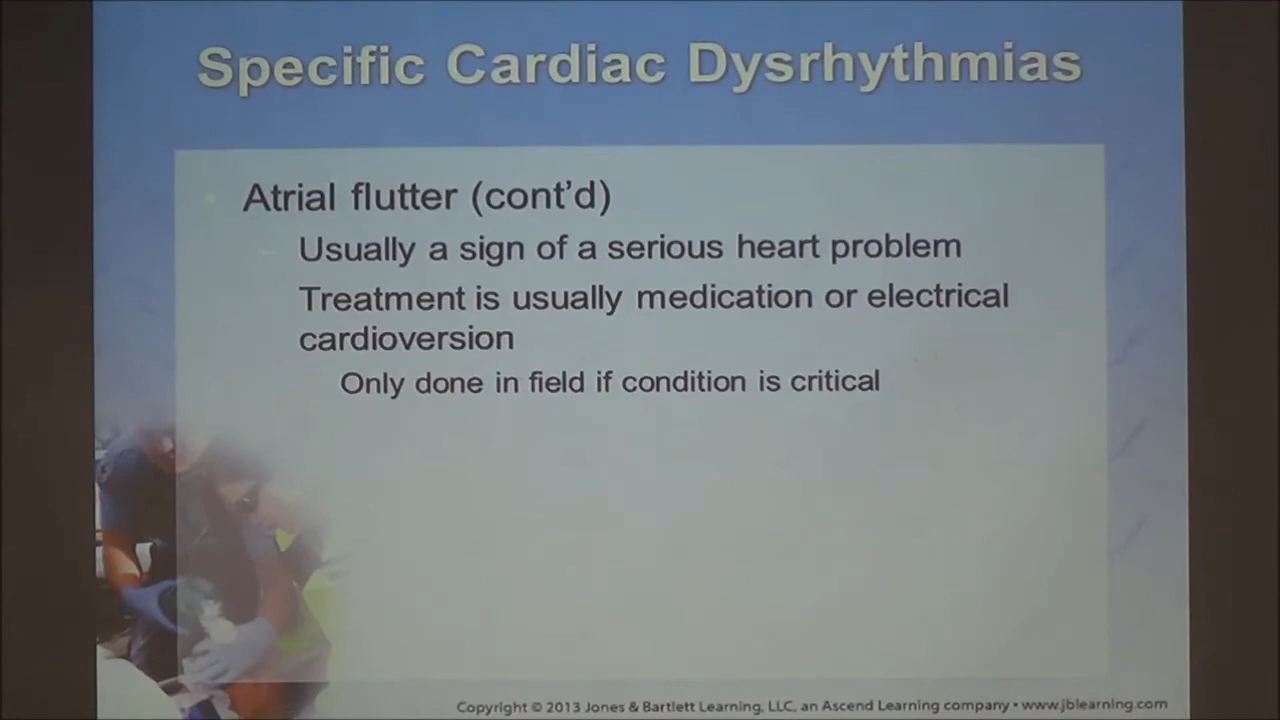 Specific Cardiac Dysrhythmias
Atrial flutter (cont'd)
Usually a sign of a serious heart problem
Treatment is usually medication or electrical
cardioversion
Only done in field if condition is critical
Copyright © 2013 Jones & Bartlett Learning, LLC, an Ascend Learning company • www.jblearning.com